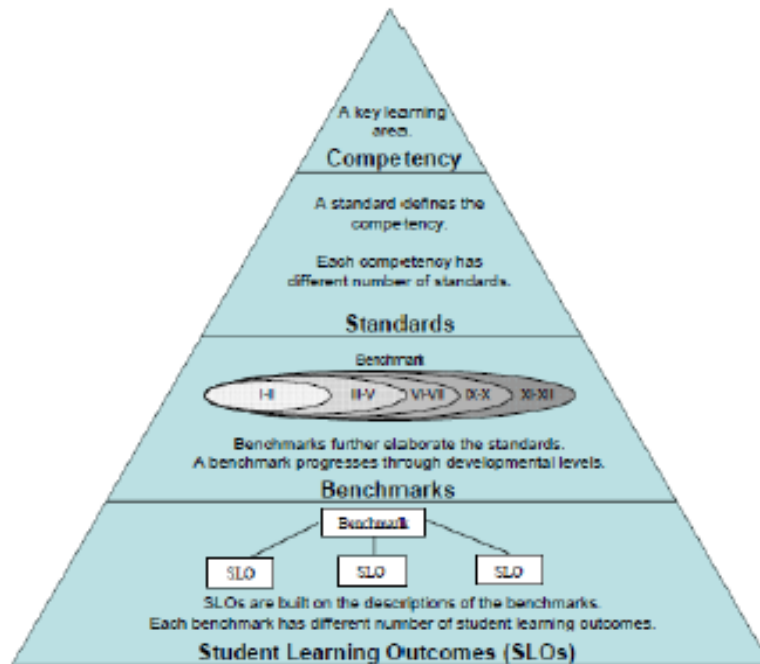 A key learning
area.
Competency
A standard defines the
competency.
Each competency has
different number of standards.
Standards
Benchmark
I-II III-V VI-VII IX-X XI-XII
Benchmarks further elaborate the standards.
A benchmark progresses through developmental levels.
Benchmarks
Benchmark
SLO SLO SLO
SLOs are built on the descriptions of the benchmarks.
Each benchmark has different number of student learning outcomes.
Student Learning Outcomes (SLOs)